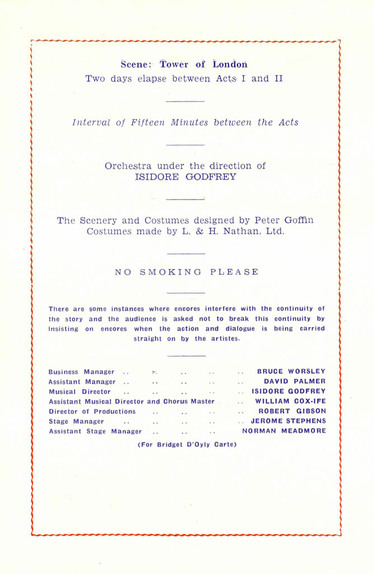 Scene: Tower of London
Two days elapse between Acts I and II
Interval of Fifteen Minutes between the Acts
Orchestra under the direction of
ISIDORE GODFREY
The Scenery and Costumes designed by Peter Goffin
Costumes made by L. & H. Nathan, Ltd.
NO SMOKING PLEASE
There are some instances where encores interfere with the continuity of
the story and the audience is asked not to break this continuity by
insisting on encores when the action and dialogue is being carried
straight on by the artistes.
Business Manager .. .. .. .. .. BRUCE WORSLEY
Assistant Manager .. .. .. .. .. DAVID PALMER
Musical Director .. .. .. .. .. ISIDORE GODFREY
Assistant Musical Director and Chorus Master .. WILLIAM COX-IFE
Director of Productions .. .. .. .. ROBERT GIBSON
Stage Manager .. .. .. .. .. JEROME STEPHENS
Assistant Stage Manager .. .. .. NORMAN MEADMORE
(For Bridget D'Oyly Carte)